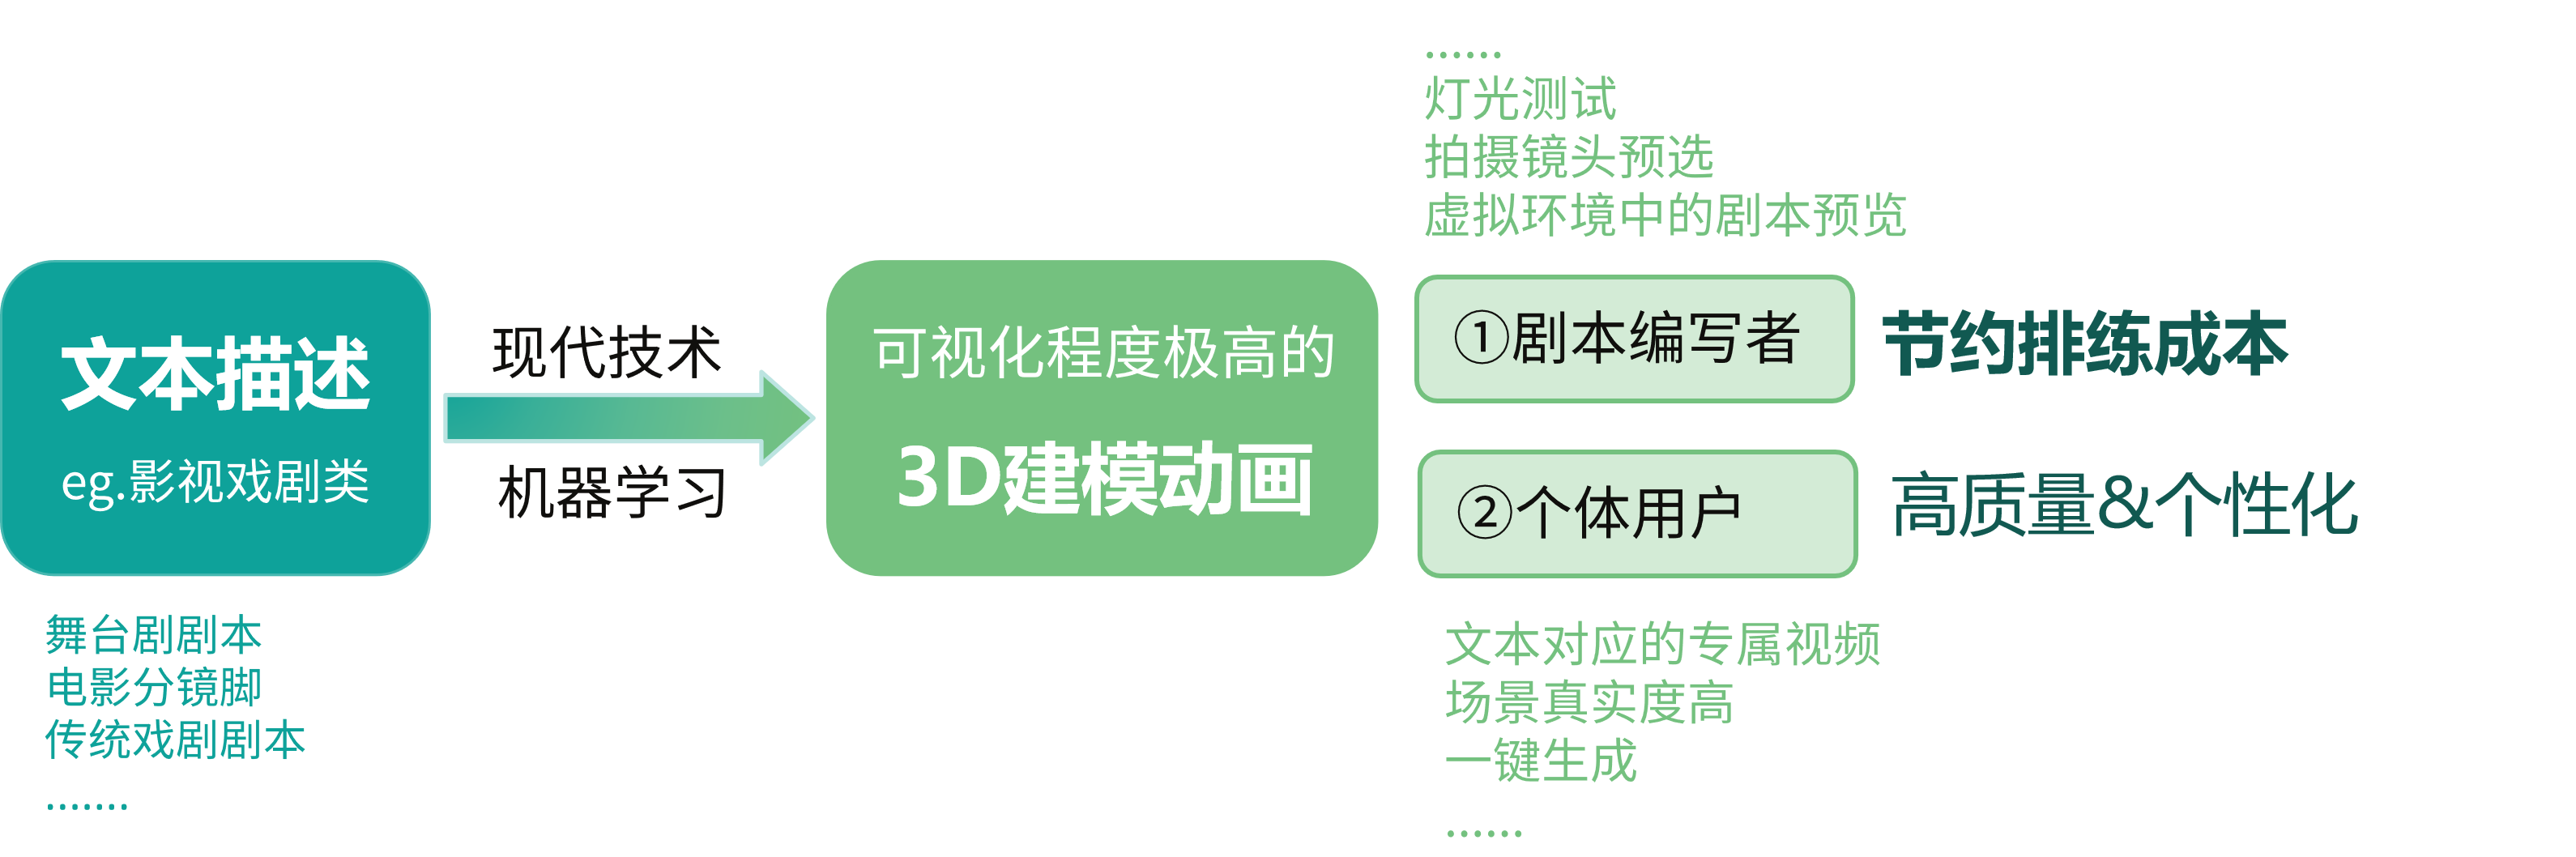 文本描述
eg.影视戏剧类
舞台剧剧本
电影分镜脚
传统戏剧剧本
.......
现代技术
机器学习
可视化程度极高的
3D建模动画
......
灯光测试
拍摄镜头预选
虚拟环境中的剧本预览
①剧本编写者
节约排练成本
②个体用户
高质量&个性化
文本对应的专属视频
场景真实度高
一键生成
......